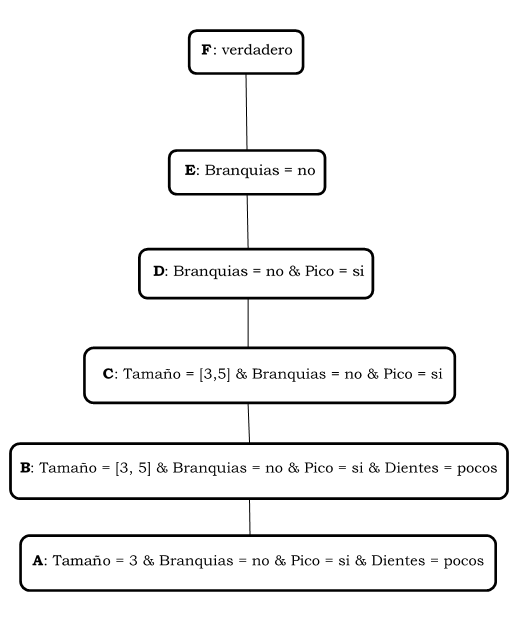 F: verdadero
E: Branquias = no
D: Branquias = no & Pico = si
C: Tamaño = [3,5] & Branquias = no & Pico = si
B: Tamaño = [3, 5] & Branquias = no & Pico = si & Dientes = pocos
A: Tamaño = 3 & Branquias = no & Pico = si & Dientes = pocos